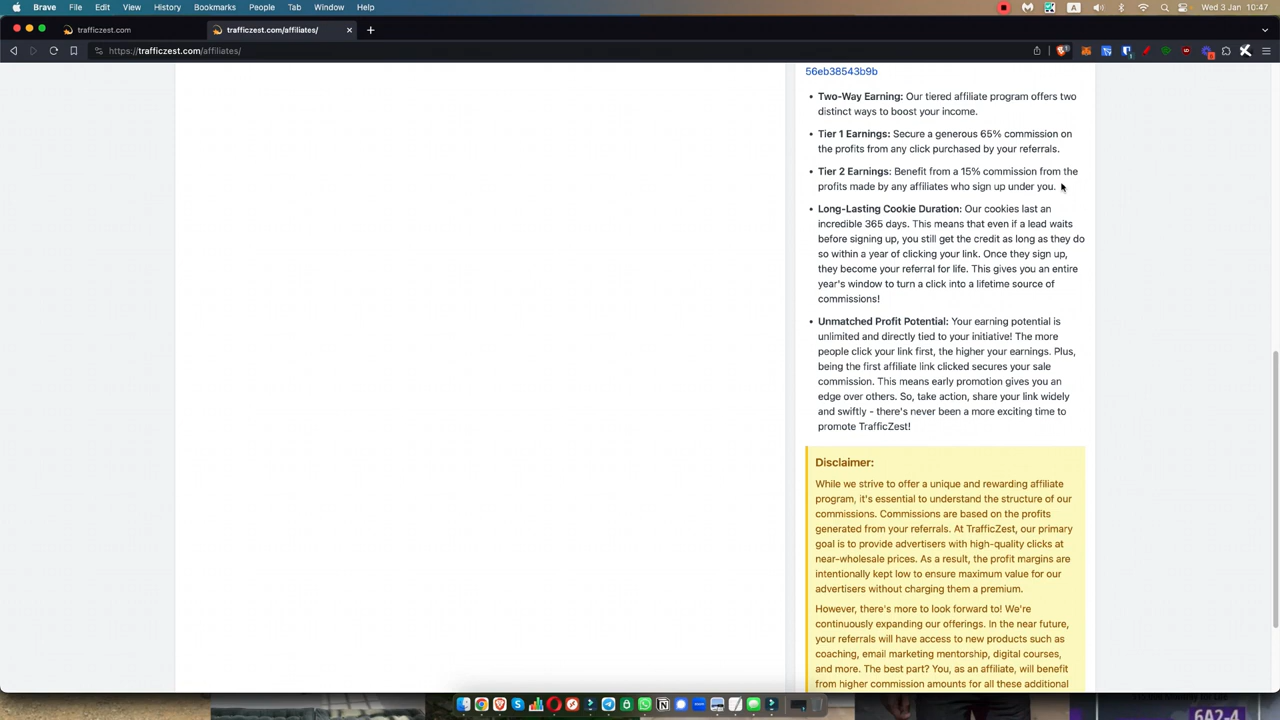 Brave File Edit View History Bookmarks People Tab Window Help
Wed 3 Jan 10:47
trafficzest.com
trafficzest.com/affiliates/
https://trafficzest.com/affiliates/
56eb38543b9b
• Two-Way Earning: Our tiered affiliate program offers two
distinct ways to boost your income.
• Tier 1 Earnings: Secure a generous 65% commission on
the profits from any click purchased by your referrals.
• Tier 2 Earnings: Benefit from a 15% commission from the
profits made by any affiliates who sign up under you.
• Long-Lasting Cookie Duration: Our cookies last an
incredible 365 days. This means that even if a lead waits
before signing up, you still get the credit as long as they do
so within a year of clicking your link. Once they sign up,
they become your referral for life. This gives you an entire
year's window to turn a click into a lifetime source of
commissions!
• Unmatched Profit Potential: Your earning potential is
unlimited and directly tied to your initiative! The more
people click your link first, the higher your earnings. Plus,
being the first affiliate link clicked secures your sale
commission. This means early promotion gives you an
edge over others. So, take action, share your link widely
and swiftly - there's never been a more exciting time to
promote TrafficZest!
Disclaimer:
While we strive to offer a unique and rewarding affiliate
program, it's essential to understand the structure of our
commissions. Commissions are based on the profits
generated from your referrals. At TrafficZest, our primary
goal is to provide advertisers with high-quality clicks at
near-wholesale prices. As a result, the profit margins are
intentionally kept low to ensure maximum value for our
advertisers without charging them a premium.
However, there's more to look forward to! We're
continuously expanding our offerings. In the near future,
your referrals will have access to new products such as
coaching, email marketing mentorship, digital courses,
and more. The best part? You, as an affiliate, will benefit
from higher commission amounts for all these additional
6A2-4